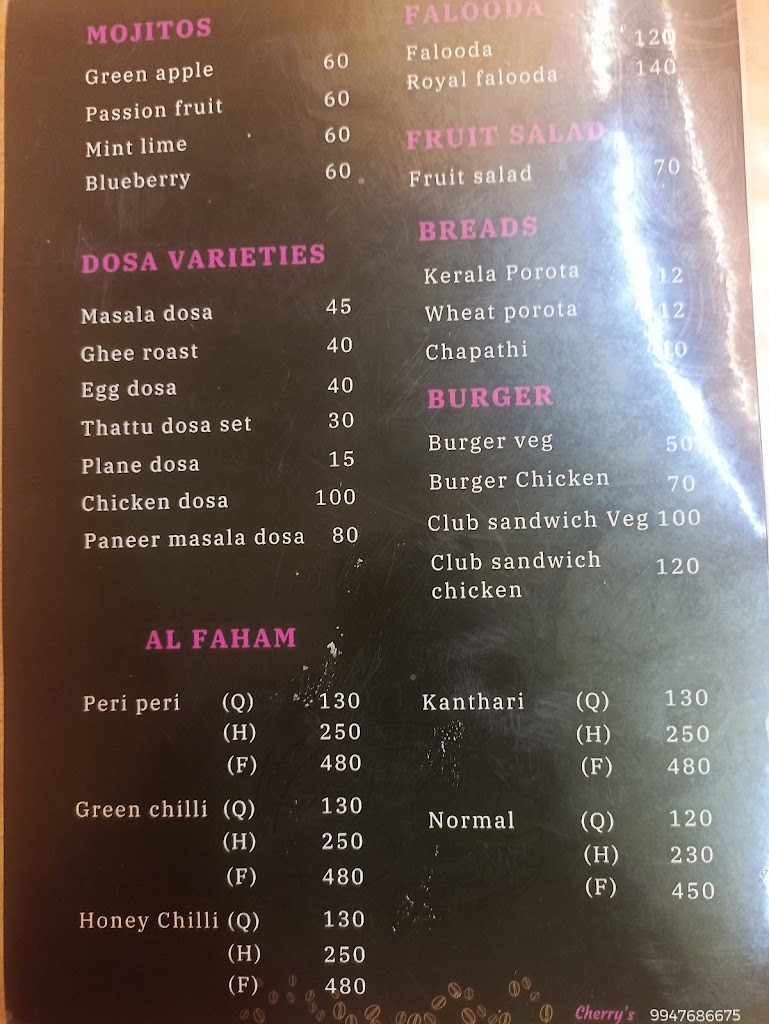 MOJITOS
Green apple 60
Passion fruit 60
Mint lime 60
Blueberry 60
DOSA VARIETIES
Masala dosa 45
Ghee roast 40
Egg dosa 40
Thattu dosa set 30
Plane dosa 15
Chicken dosa 100
Paneer masala dosa 80
FALOODA
Falooda 120
Royal falooda 140
FRUIT SALAD
Fruit salad 70
BREADS
Kerala Porota 12
Wheat porota 12
Chapathi 10
BURGER
Burger veg 50
Burger Chicken 70
Club sandwich Veg 100
Club sandwich
chicken 120
AL FAHAM
Peri peri (Q) 130
(H) 250
(F) 480
Green chilli (Q) 130
(H) 250
(F) 480
Honey Chilli (Q) 130
(H) 250
(F) 480
Kanthari (Q) 130
(H) 250
(F) 480
Normal (Q) 120
(H) 230
(F) 450
Cherry's 9947686675